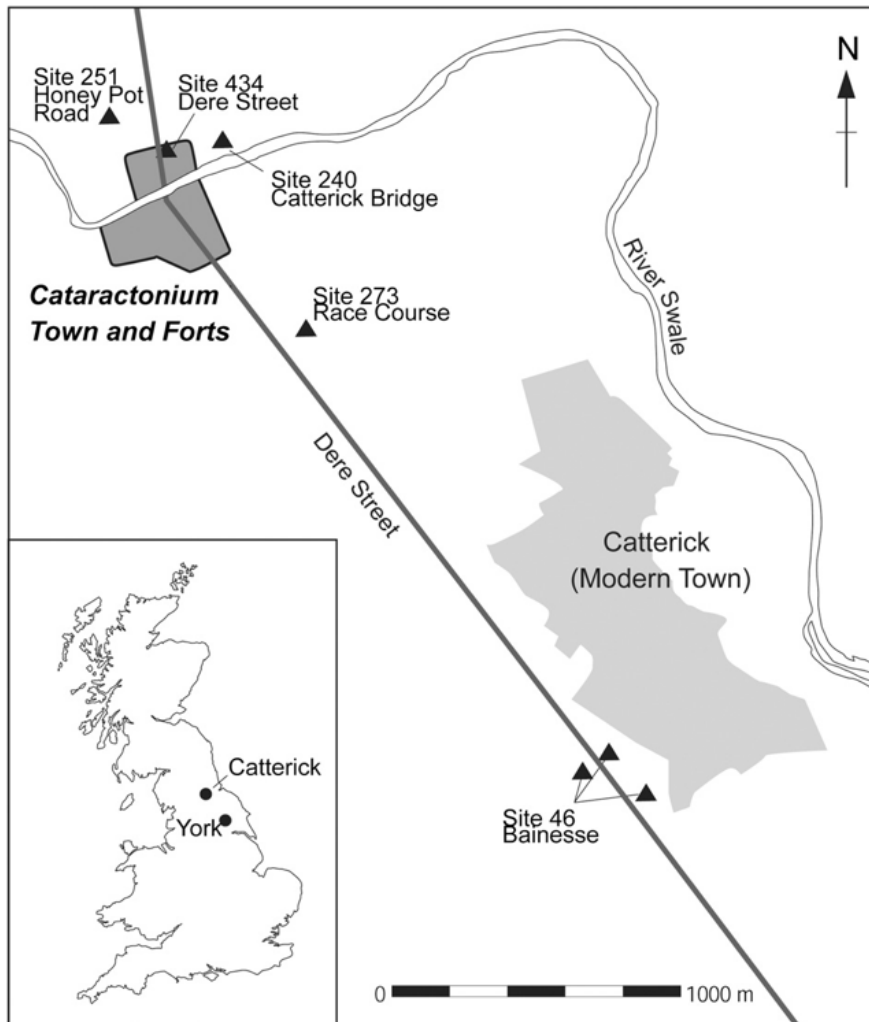 N
Site 251
Honey Pot
Road
Site 434
Dere Street
Site 240
Catterick Bridge
Cataractonium
Town and Forts
Site 273
Race Course
River Swale
Dere Street
Catterick
(Modern Town)
Catterick
York
Site 46
Bainesse
0 1000 m